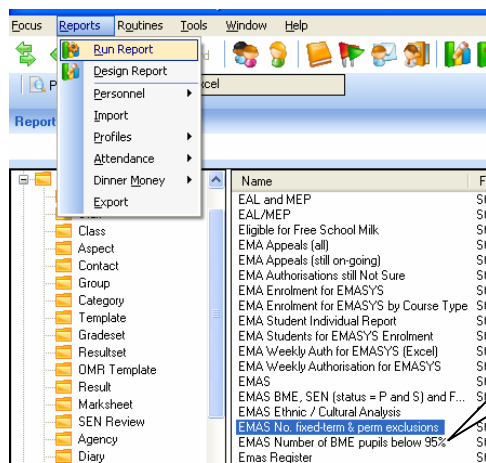 Focus Reports Routines Tools Window Help
Run Report
Design Report
Personnel
Import
Profiles
Attendance
Dinner Money
Export
P
cel
Report
Name
EAL and MEP
EAL/MEP
Eligible for Free School Milk
EMA Appeals (all)
EMA Appeals (still on-going)
EMA Authorisations still Not Sure
EMA Enrolment for EMASYS
EMA Enrolment for EMASYS by Course Type
EMA Student Individual Report
EMA Students for EMASYS Enrolment
EMA Weekly Auth for EMASYS (Excel)
EMA Weekly Authorisation for EMASYS
EMAS
EMAS BME, SEN (status = P and S) and F...
EMAS Ethnic / Cultural Analysis
EMAS No. fixed-term & perm exclusions
EMAS Number of BME pupils below 95%
Emas Register
Class
Aspect
Contact
Group
Category
Template
Gradeset
Resultset
OMR Template
Result
Marksheet
SEN Review
Agency
Diary